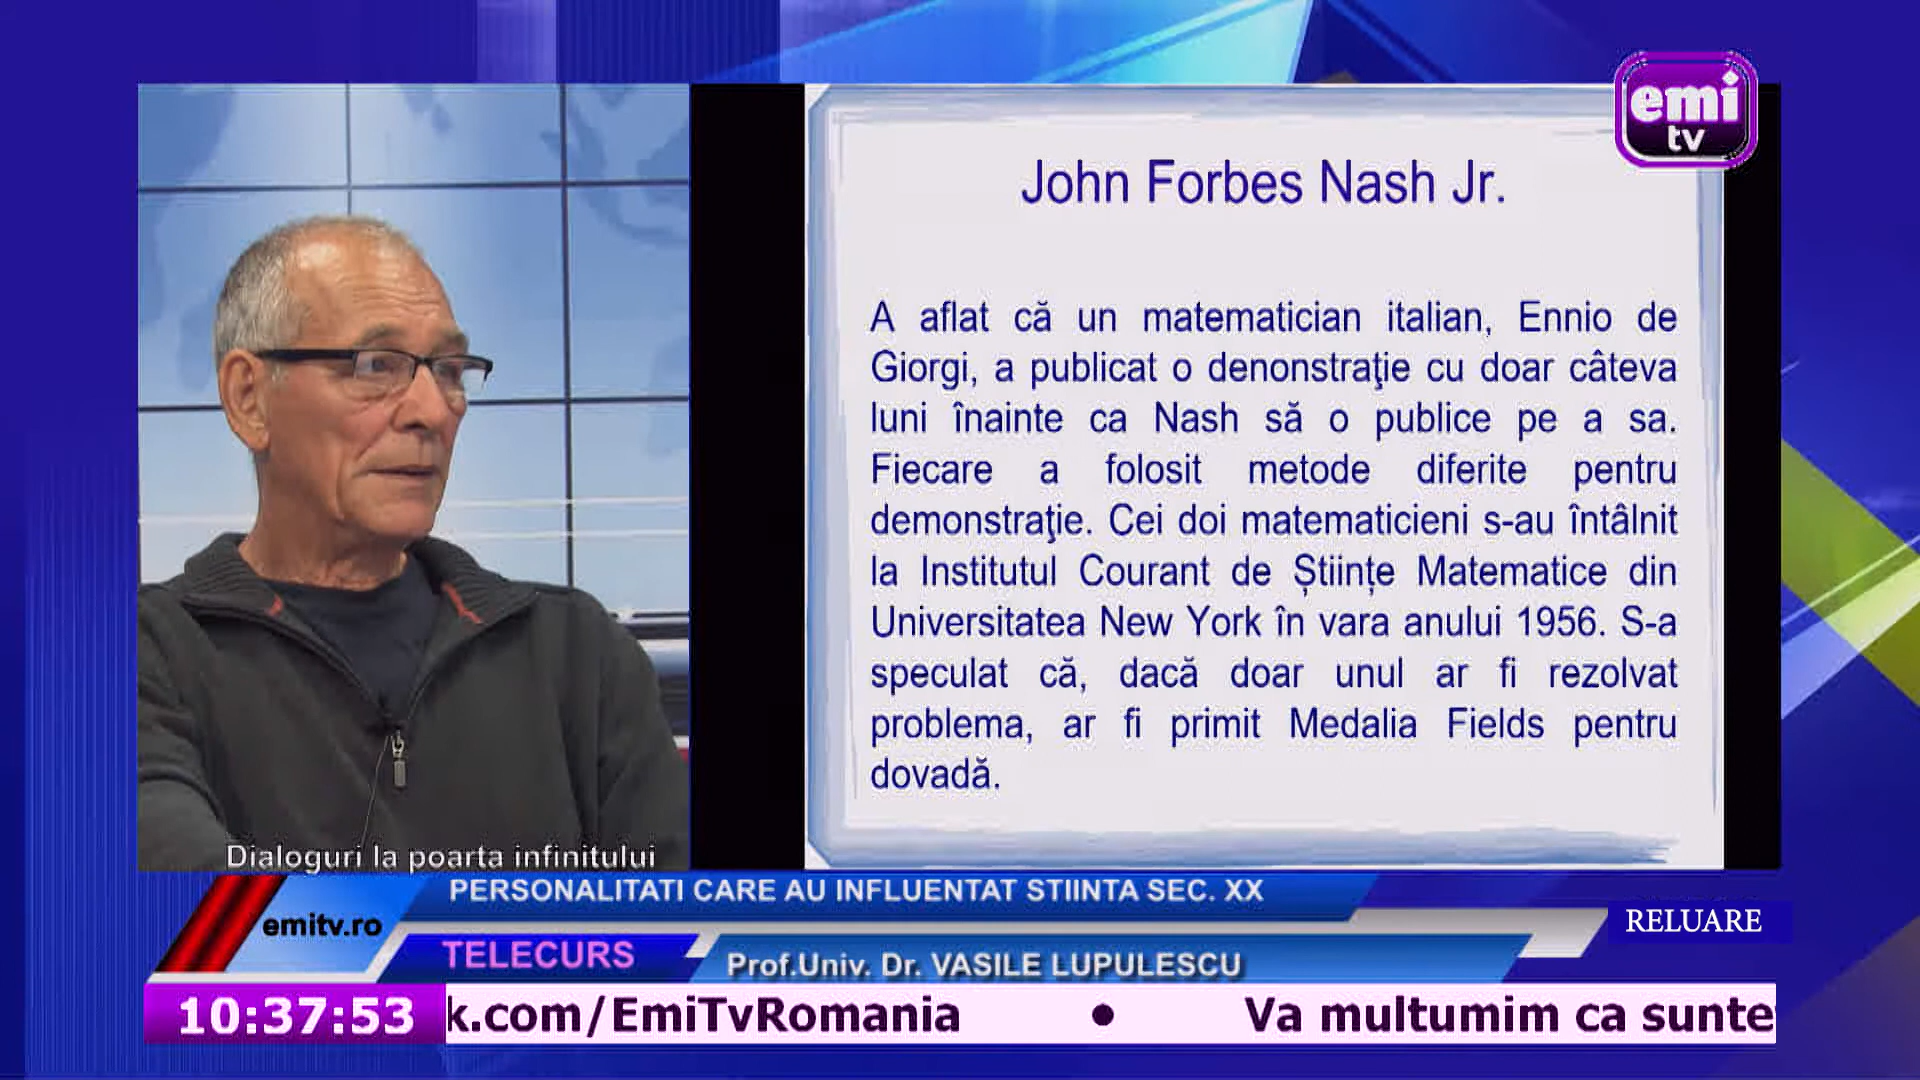 emi
tv
John Forbes Nash Jr.
A aflat că un matematician italian, Ennio de
Giorgi, a publicat o denonstraţie cu doar câteva
luni înainte ca Nash să o publice pe a sa.
Fiecare a folosit metode diferite pentru
demonstraţie. Cei doi matematicieni s-au întâlnit
la Institutul Courant de Științe Matematice din
Universitatea New York în vara anului 1956. S-a
speculat că, dacă doar unul ar fi rezolvat
problema, ar fi primit Medalia Fields pentru
dovadă.
Dialoguri la poarta infinitului
PERSONALITATI CARE AU INFLUENTAT STIINTA SEC. XX
emitv.ro
RELUARE
TELECURS
Prof.Univ. Dr. VASILE LUPULESCU
10:37:53 k.com/EmiTvRomania • Va multumim ca sunte